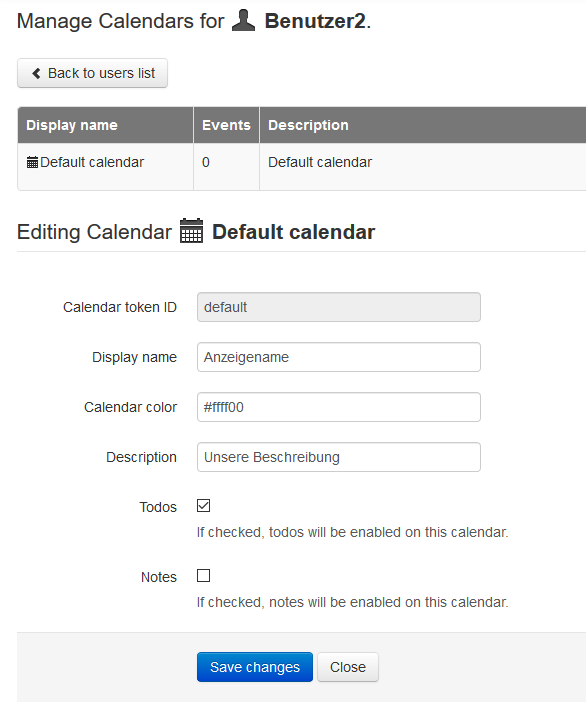 Manage Calendars for Benutzer2.
Back to users list
Display name Events Description
Default calendar 0 Default calendar
Editing Calendar Default calendar
Calendar token ID default
Display name Anzeigename
Calendar color #ffff00
Description Unsere Beschreibung
Todos
If checked, todos will be enabled on this calendar.
Notes
If checked, notes will be enabled on this calendar.
Save changes Close